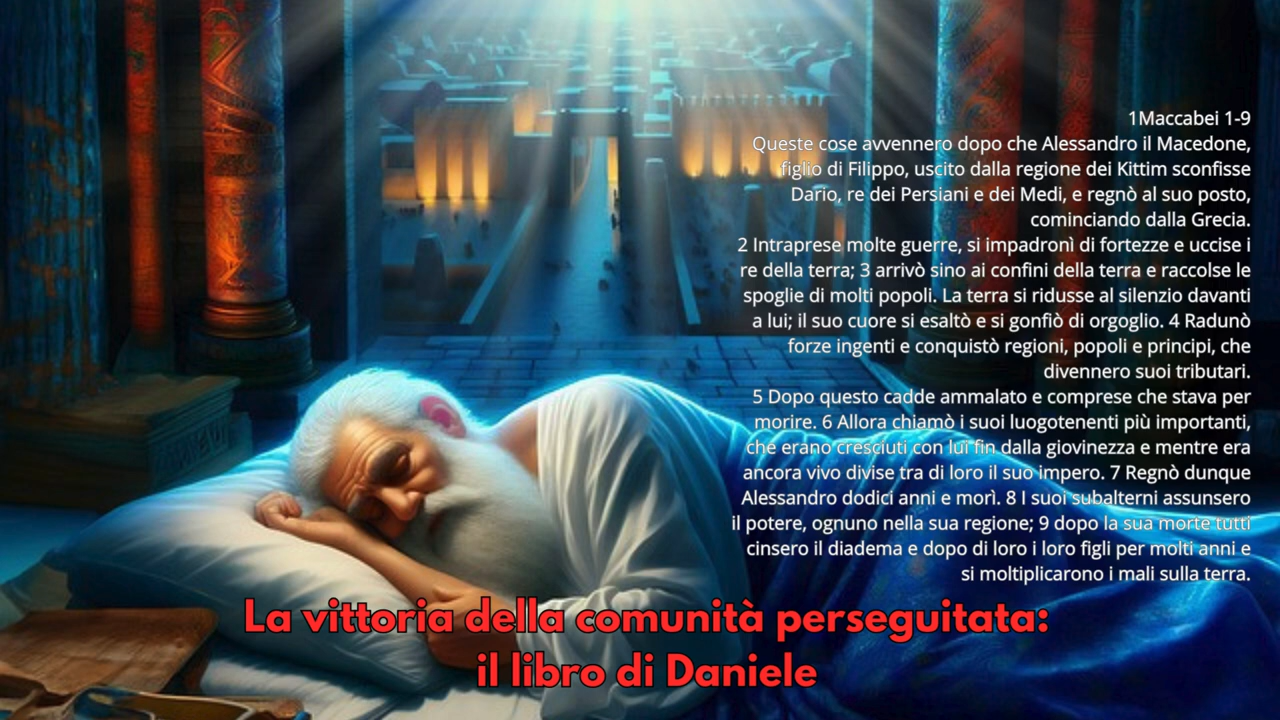 1Maccabei 1-9
Queste cose avvennero dopo che Alessandro il Macedone,
figlio di Filippo, uscito dalla regione dei Kittim sconfisse
Dario, re dei Persiani e dei Medi, e regnò al suo posto,
cominciando dalla Grecia.
2 Intraprese molte guerre, si impadronì di fortezze e uccise i
re della terra; 3 arrivò sino ai confini della terra e raccolse le
spoglie di molti popoli. La terra si ridusse al silenzio davanti
a lui; il suo cuore si esaltò e si gonfiò di orgoglio. 4 Radunò
forze ingenti e conquistò regioni, popoli e principi, che
divennero suoi tributari.
5 Dopo questo cadde ammalato e comprese che stava per
morire. 6 Allora chiamò i suoi luogotenenti più importanti,
che erano cresciuti con lui fin dalla giovinezza e mentre era
ancora vivo divise tra di loro il suo impero. 7 Regnò dunque
Alessandro dodici anni e morì. 8 I suoi subalterni assunsero
il potere, ognuno nella sua regione; 9 dopo la sua morte tutti
cinsero il diadema e dopo di loro i loro figli per molti anni e
si moltiplicarono i mali sulla terra.
La vittoria della comunità perseguitata:
il libro di Daniele